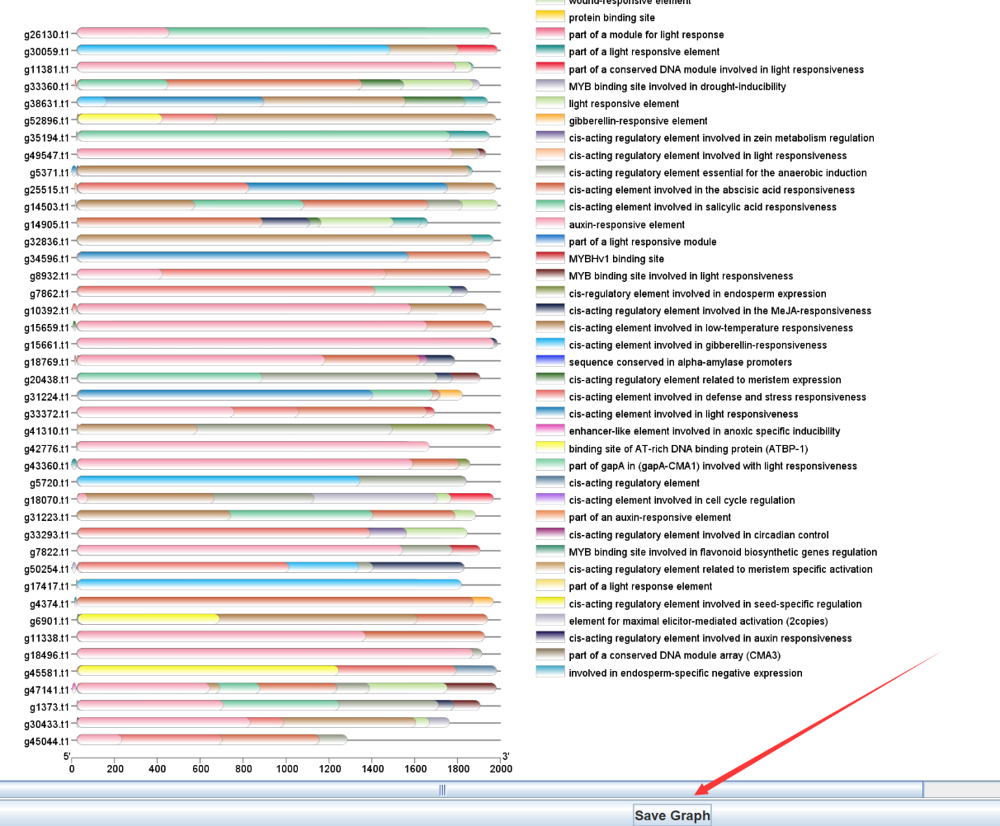 wound-responsive element
protein binding site
part of a module for light response
part of a light responsive element
part of a conserved DNA module involved in light responsiveness
MYB binding site involved in drought-inducibility
light responsive element
gibberellin-responsive element
cis-acting regulatory element involved in zein metabolism regulation
cis-acting regulatory element involved in light responsiveness
cis-acting regulatory element essential for the anaerobic induction
cis-acting element involved in the abscisic acid responsiveness
cis-acting element involved in salicylic acid responsiveness
auxin-responsive element
part of a light responsive module
MYBHv1 binding site
MYB binding site involved in light responsiveness
cis-regulatory element involved in endosperm expression
cis-acting regulatory element involved in the MeJA-responsiveness
cis-acting element involved in low-temperature responsiveness
cis-acting element involved in gibberellin-responsiveness
sequence conserved in alpha-amylase promoters
cis-acting regulatory element related to meristem expression
cis-acting element involved in defense and stress responsiveness
cis-acting element involved in light responsiveness
enhancer-like element involved in anoxic specific inducibility
binding site of AT-rich DNA binding protein (ATBP-1)
part of gapA in (gapA-CMA1) involved with light responsiveness
cis-acting regulatory element
cis-acting element involved in cell cycle regulation
part of an auxin-responsive element
cis-acting regulatory element involved in circadian control
MYB binding site involved in flavonoid biosynthetic genes regulation
cis-acting regulatory element related to meristem specific activation
part of a light response element
cis-acting regulatory element involved in seed-specific regulation
element for maximal elicitor-mediated activation (2copies)
cis-acting regulatory element involved in auxin responsiveness
part of a conserved DNA module array (CMA3)
involved in endosperm-specific negative expression
g26130.t1
g30059.t1
g11381.t1
g33360.t1
g38631.t1
g52896.t1
g35194.t1
g49547.t1
g5371.t1
g25515.t1
g14503.t1
g14905.t1
g32836.t1
g34596.t1
g8932.t1
g7862.t1
g10392.t1
g15659.t1
g15661.t1
g18769.t1
g20438.t1
g31224.t1
g33372.t1
g41310.t1
g42776.t1
g43360.t1
g5720.t1
g18070.t1
g31223.t1
g33293.t1
g7822.t1
g50254.t1
g17417.t1
g4374.t1
g6901.t1
g11338.t1
g18496.t1
g45581.t1
g47141.t1
g1373.t1
g30433.t1
g45044.t1
5' 3'
0 200 400 600 800 1000 1200 1400 1600 1800 2000
Save Graph